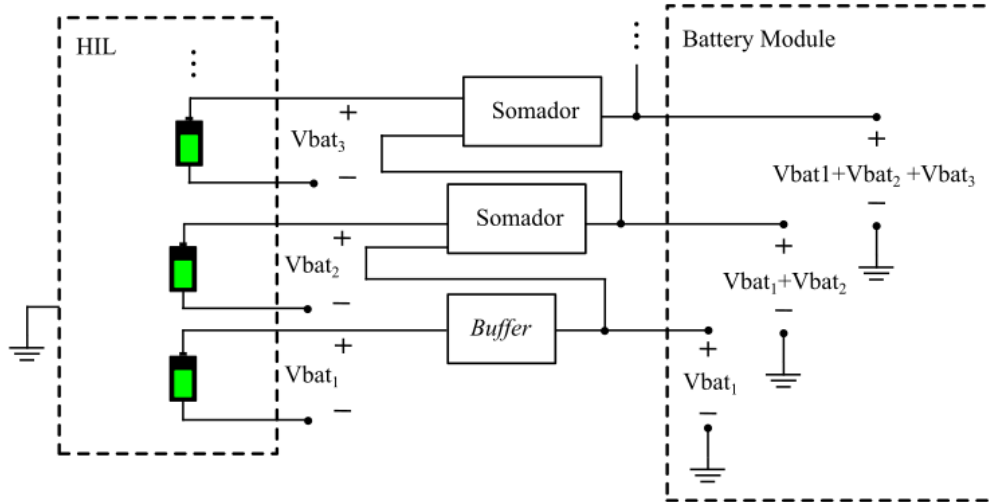 HIL
Battery Module
Somador
+
Vbat₃
−
+
Vbat1+Vbat₂ +Vbat₃
−
Somador
+
Vbat₂
−
+
Vbat₁+Vbat₂
−
Buffer
+
Vbat₁
−
+
Vbat₁
−